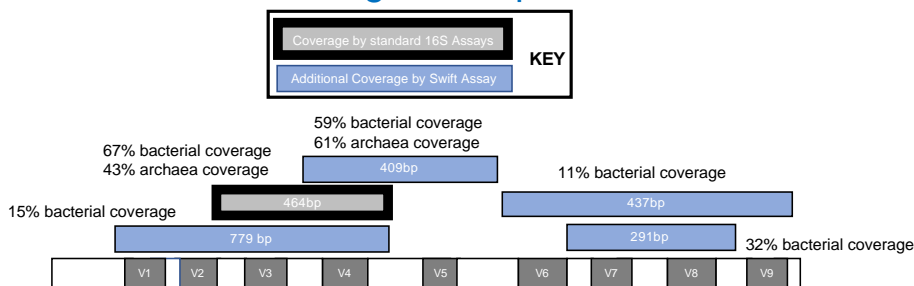 Coverage by standard 16S Assays
KEY
Additional Coverage by Swift Assay
59% bacterial coverage
61% archaea coverage
67% bacterial coverage
43% archaea coverage
409bp
11% bacterial coverage
464bp
437bp
15% bacterial coverage
779 bp
291bp
32% bacterial coverage
V1 V2 V3 V4 V5 V6 V7 V8 V9